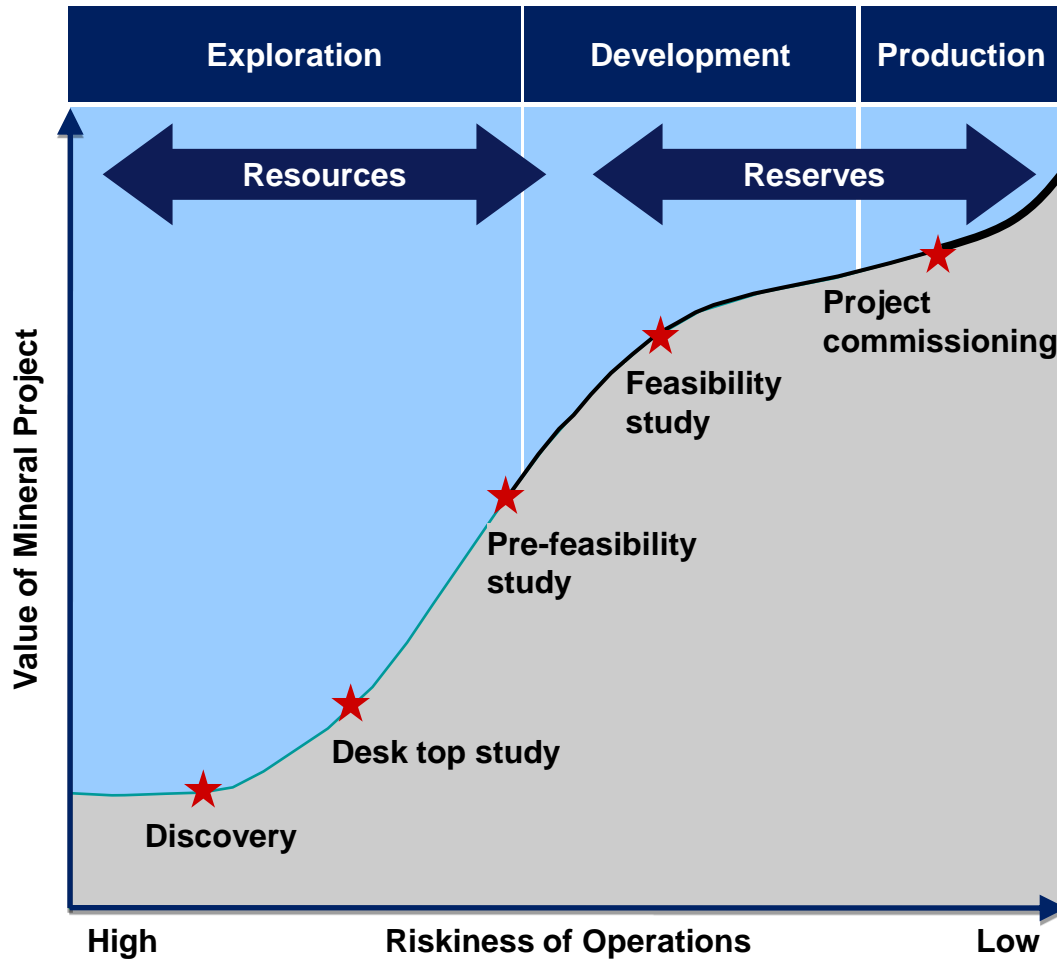 Exploration
Development
Production
Resources
Reserves
Project
commissioning
Feasibility
study
Pre-feasibility
study
Desk top study
Discovery
Value of Mineral Project
High
Riskiness of Operations
Low